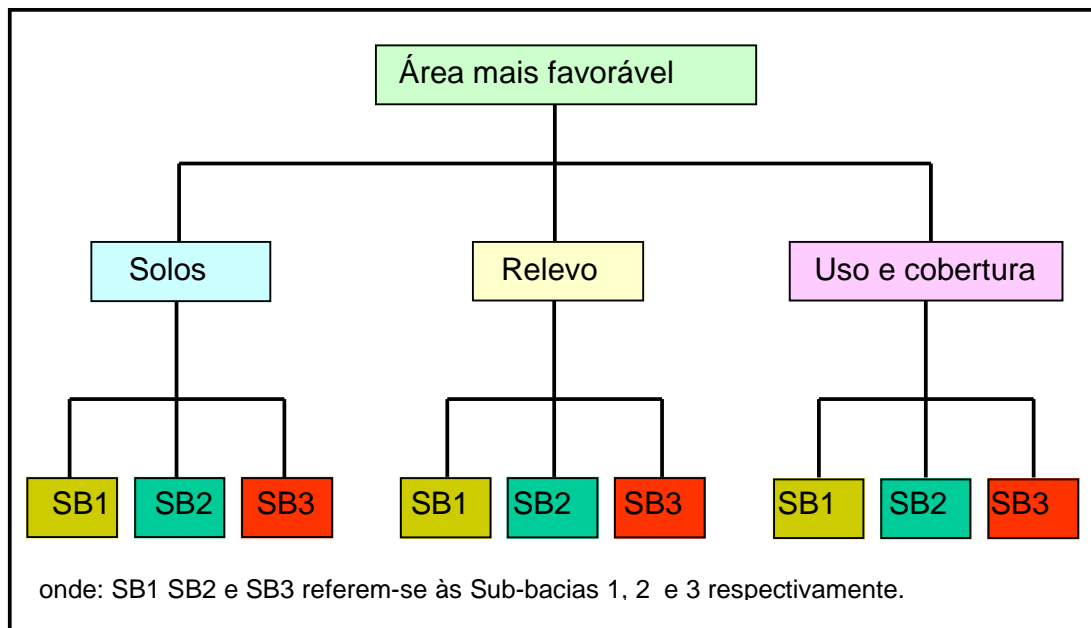 Área mais favorável
Solos
Relevo
Uso e cobertura
SB1 SB2 SB3 SB1 SB2 SB3 SB1 SB2 SB3
onde: SB1 SB2 e SB3 referem-se às Sub-bacias 1, 2 e 3 respectivamente.